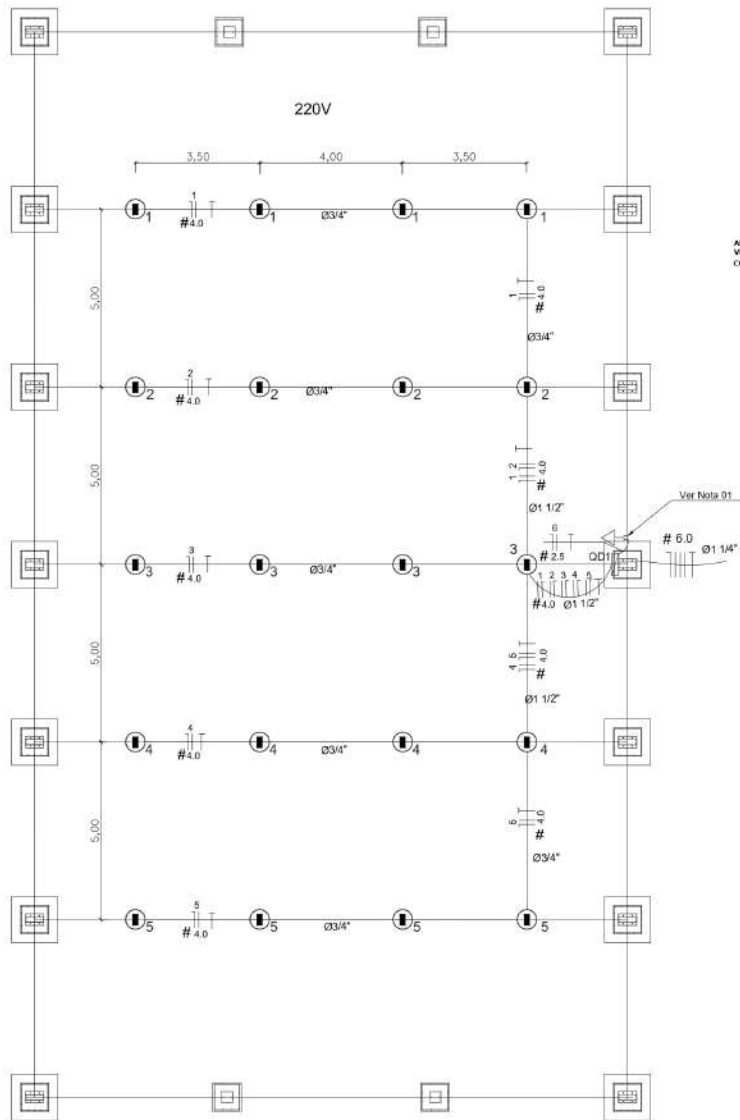 220V
3,50 4,00 3,50
1
#4.0
1 1 Ø3/4" 1 1
5,00
1 # 4.0
Ø3/4"
2
#4.0
2 2 Ø3/4" 2 2
5,00
1 2 # 4.0
Ø1 1/2"
Ver Nota 01
6
# 2.5
QD1
# 6.0
Ø1 1/4"
3
#4.0
3 3 Ø3/4" 3 3
1 2 3 4 5
#4.0 Ø1 1/2"
5,00
4 5 # 4.0
Ø1 1/2"
4
#4.0
4 4 Ø3/4" 4 4
5,00
5 # 4.0
Ø3/4"
5
# 4.0
5 5 Ø3/4" 5 5